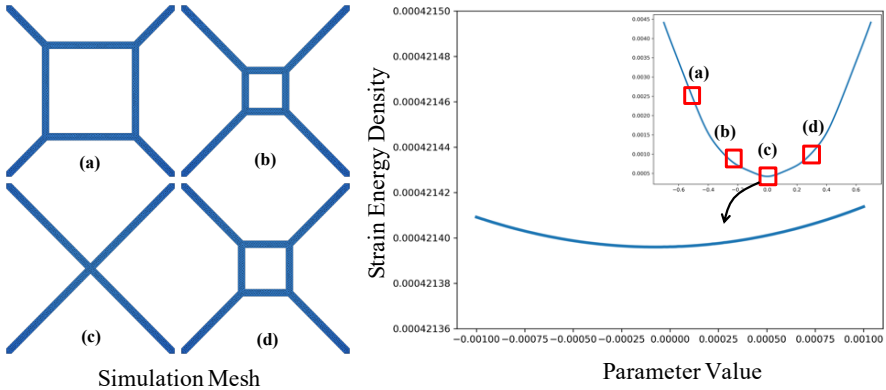 (a)
(b)
(c)
(d)
Simulation Mesh
Strain Energy Density
0.00042150
0.00042148
0.00042146
0.00042144
0.00042142
0.00042140
0.00042138
0.00042136
−0.00100 −0.00075 −0.00050 −0.00025 0.00000 0.00025 0.00050 0.00075 0.00100
Parameter Value
0.0045
0.0040
0.0035
0.0030
0.0025
0.0020
0.0015
0.0010
0.0005
−0.6 −0.4 −0.2 0.0 0.2 0.4 0.6
(a)
(b)
(c)
(d)